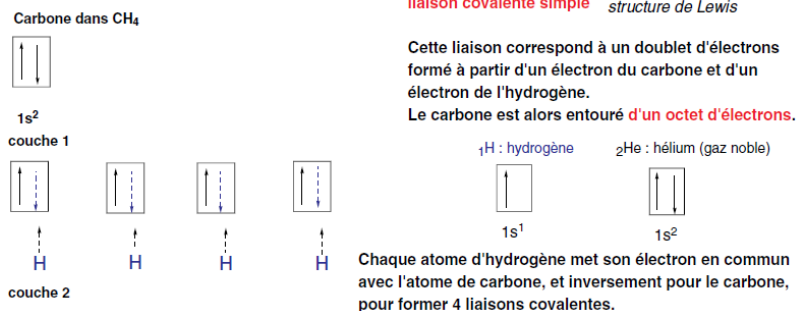 liaison covalente simple structure de Lewis
Carbone dans CH₄
Cette liaison correspond à un doublet d'électrons
formé à partir d'un électron du carbone et d'un
électron de l'hydrogène.
Le carbone est alors entouré d'un octet d'électrons.
1s²
couche 1
₁H : hydrogène ₂He : hélium (gaz noble)
1s¹ 1s²
H H H H
couche 2
Chaque atome d'hydrogène met son électron en commun
avec l'atome de carbone, et inversement pour le carbone,
pour former 4 liaisons covalentes.